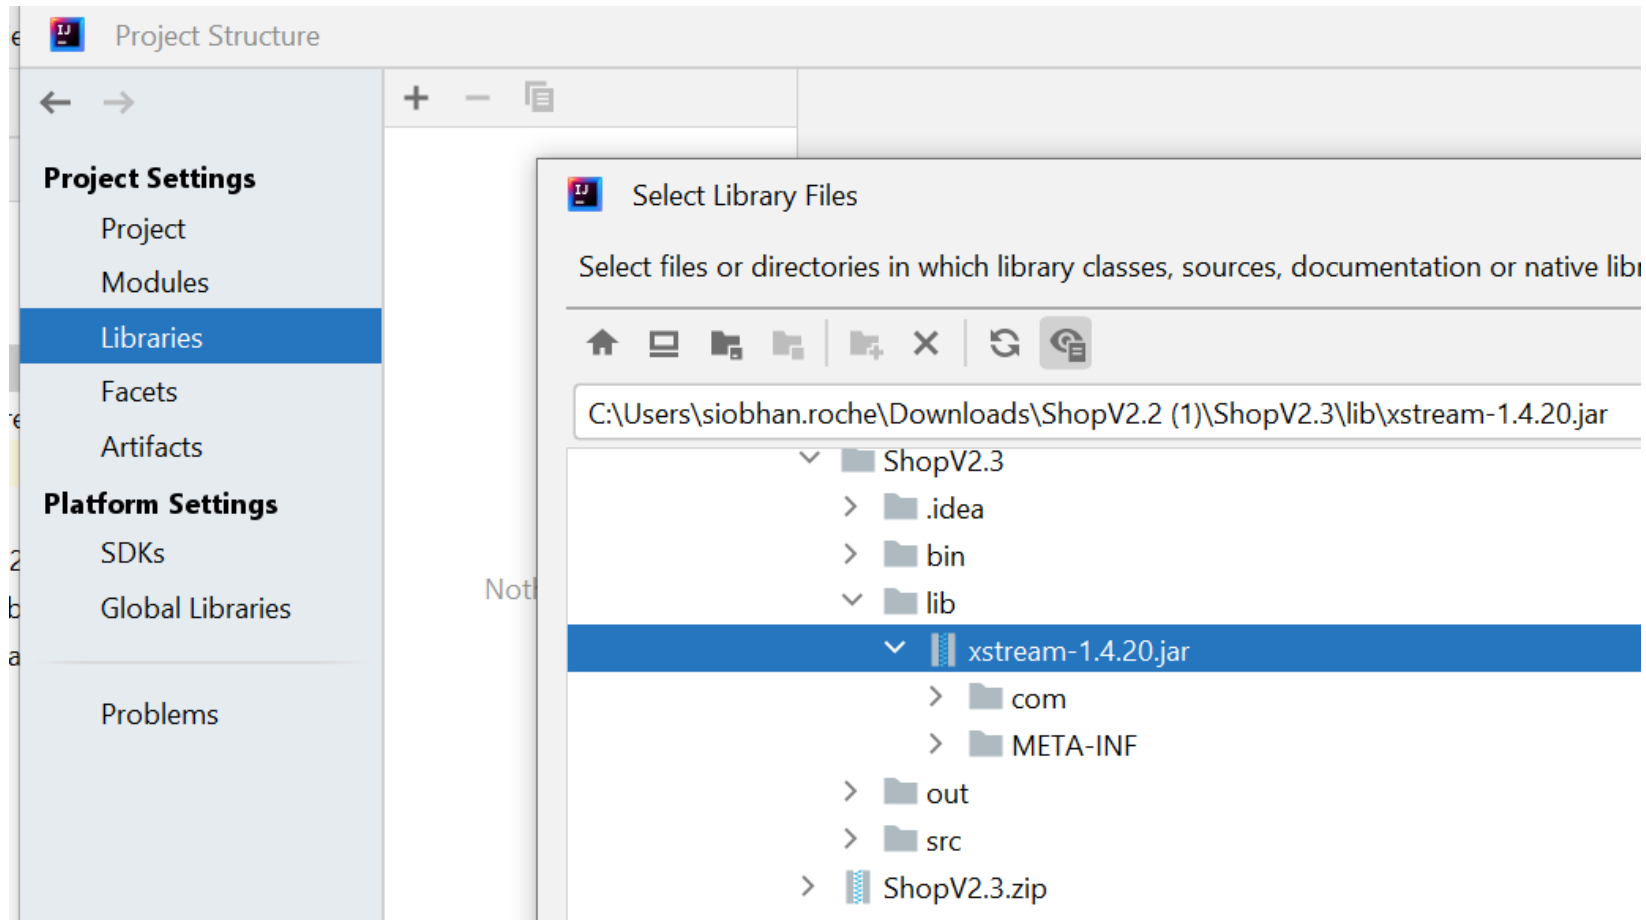 Project Structure
Project Settings
Project
Modules
Libraries
Facets
Artifacts
Platform Settings
SDKs
Global Libraries
Problems
Select Library Files
Select files or directories in which library classes, sources, documentation or native
C:\Users\siobhan.roche\Downloads\ShopV2.2 (1)\ShopV2.3\lib\xstream-1.4.20.jar
ShopV2.3
.idea
bin
lib
xstream-1.4.20.jar
com
META-INF
out
src
ShopV2.3.zip